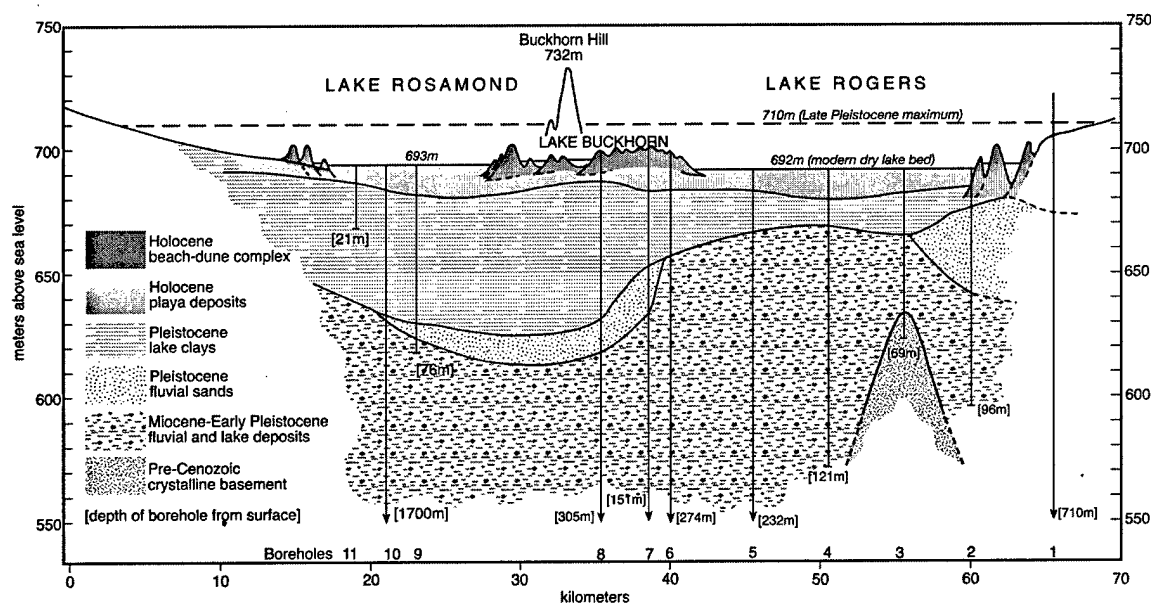 750
700
650
600
550
meters above sea level
Buckhorn Hill
732m
LAKE ROSAMOND
LAKE ROGERS
710m (Late Pleistocene maximum)
LAKE BUCKHORN
693m
692m (modern dry lake bed)
750
700
650
600
550
Holocene
beach-dune complex
Holocene
playa deposits
Pleistocene
lake clays
Pleistocene
fluvial sands
Miocene-Early Pleistocene
fluvial and lake deposits
Pre-Cenozoic
crystalline basement
[depth of borehole from surface]
[21m]
[76m]
[69m]
[96m]
[121m]
[151m]
[1700m]
[305m]
[274m]
[232m]
[710m]
Boreholes 11 10 9 8 7 6 5 4 3 2 1
0 10 20 30 40 50 60 70
kilometers